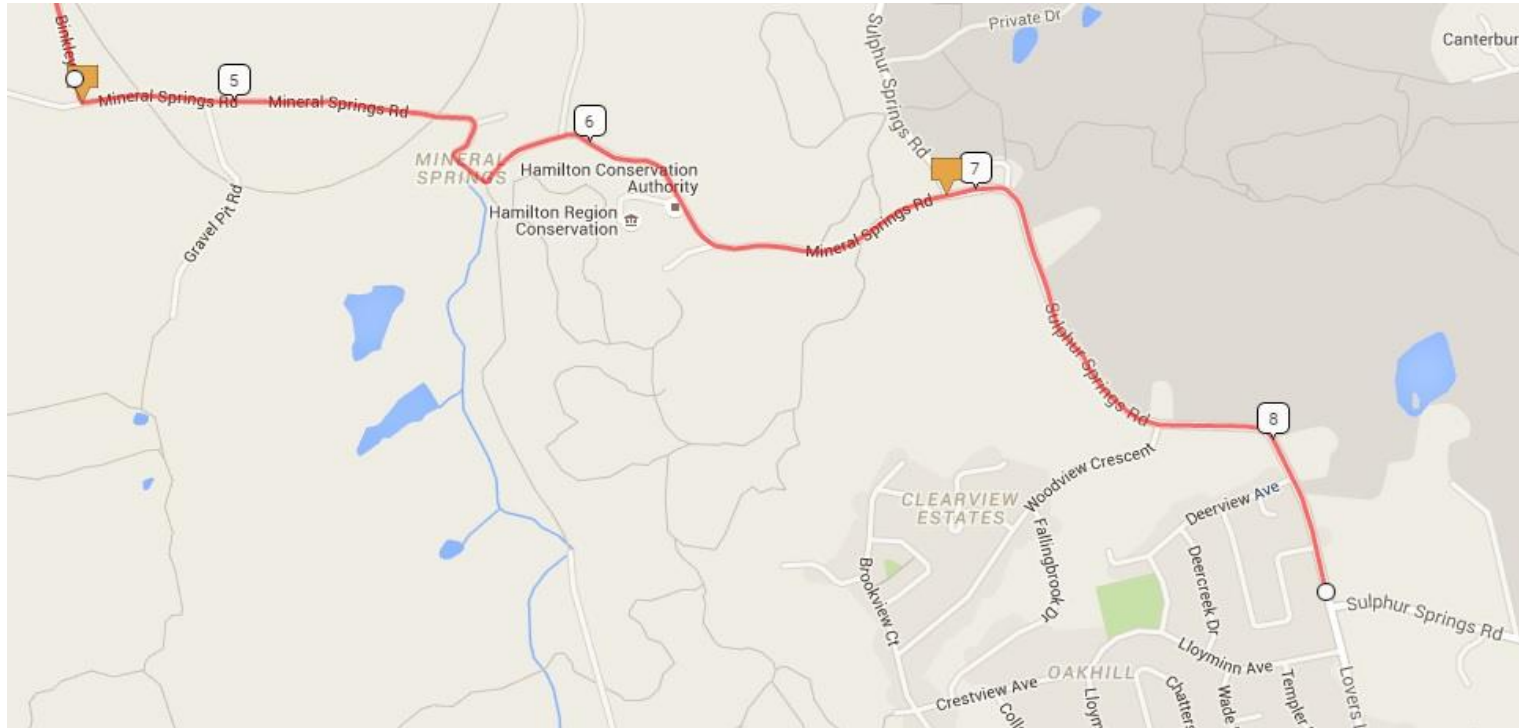 Binkley
5
Mineral Springs Rd
Mineral Springs Rd
Gravel Pit Rd
MINERAL
SPRINGS
6
Hamilton Conservation
Authority
Hamilton Region
Conservation
Sulphur Springs Rd
Private Dr
Canterbur
7
Mineral Springs Rd
Sulphur Springs Rd
8
Woodview Crescent
CLEARVIEW
ESTATES
Deerview Ave
Fallingbrook Dr
Brookview Ct
Deercreek Dr
Sulphur Springs Rd
Lloyminn Ave
OAKHILL
Crestview Ave
Lovers
Templer
Wade
Chatters
Lloym
Coll